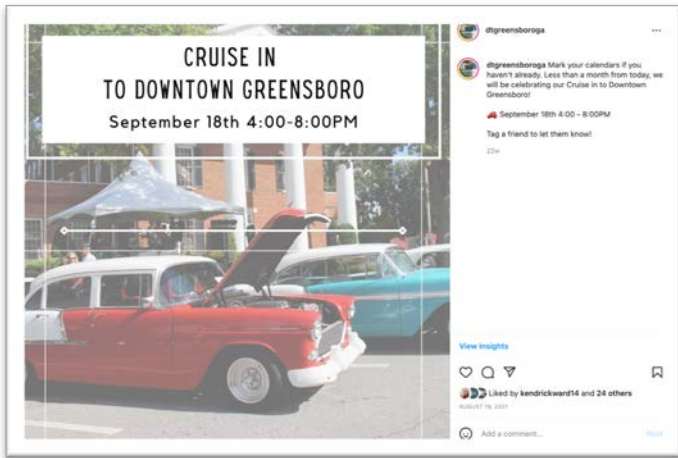 CRUISE IN
TO DOWNTOWN GREENSBORO
September 18th 4:00-8:00PM
dtgreensboroga
dtgreensboroga Mark your calendars if you
haven't already. Less than a month from today, we
will be celebrating our Cruise in to Downtown
Greensboro!
🚗 September 18th 4:00 - 8:00PM
Tag a friend to let them know!
22w
View Insights
Liked by kendrickward14 and 24 others
AUGUST 19, 2021
Add a comment...
Post